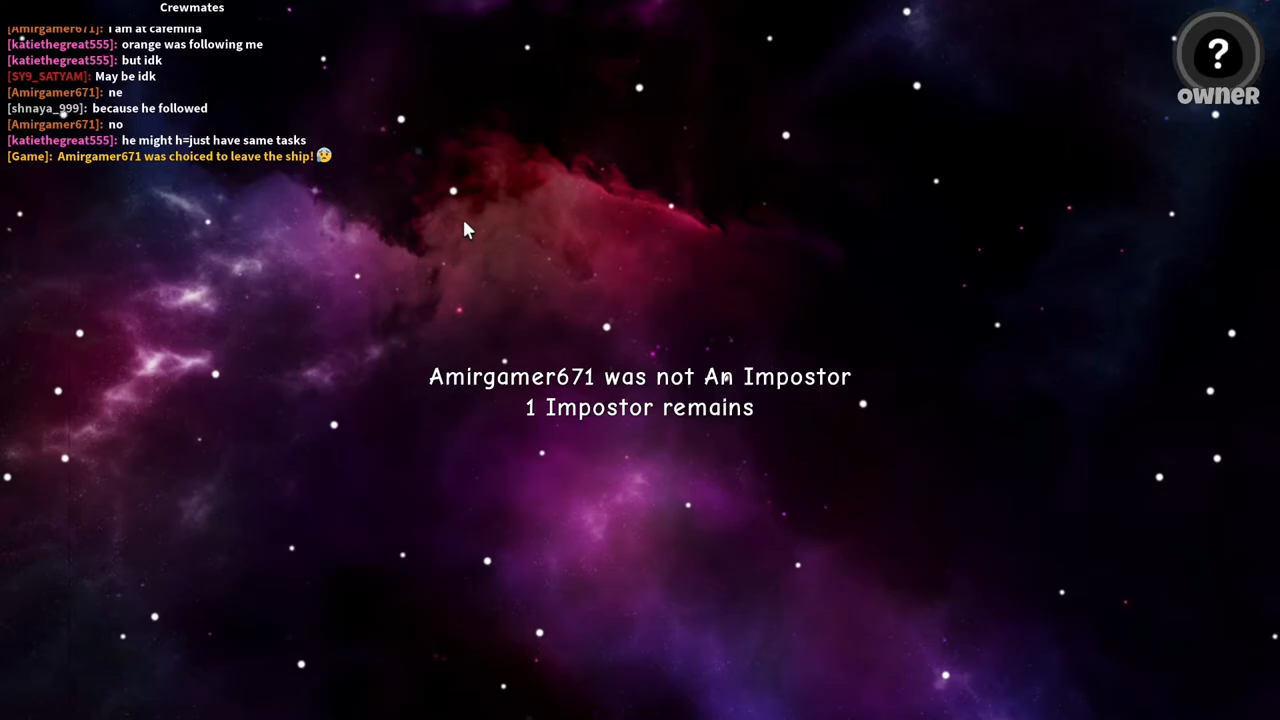 Crewmates
[Amirgamer671]: I am at cafemina
[katiethegreat555]: orange was following me
[katiethegreat555]: but idk
[SY9_SATYAM]: May be idk
[Amirgamer671]: ne
[shnaya_999]: because he followed
[Amirgamer671]: no
[katiethegreat555]: he might h=just have same tasks
[Game]: Amirgamer671 was choiced to leave the ship!😰
?
OWNER
Amirgamer671 was not An Impostor
1 Impostor remains